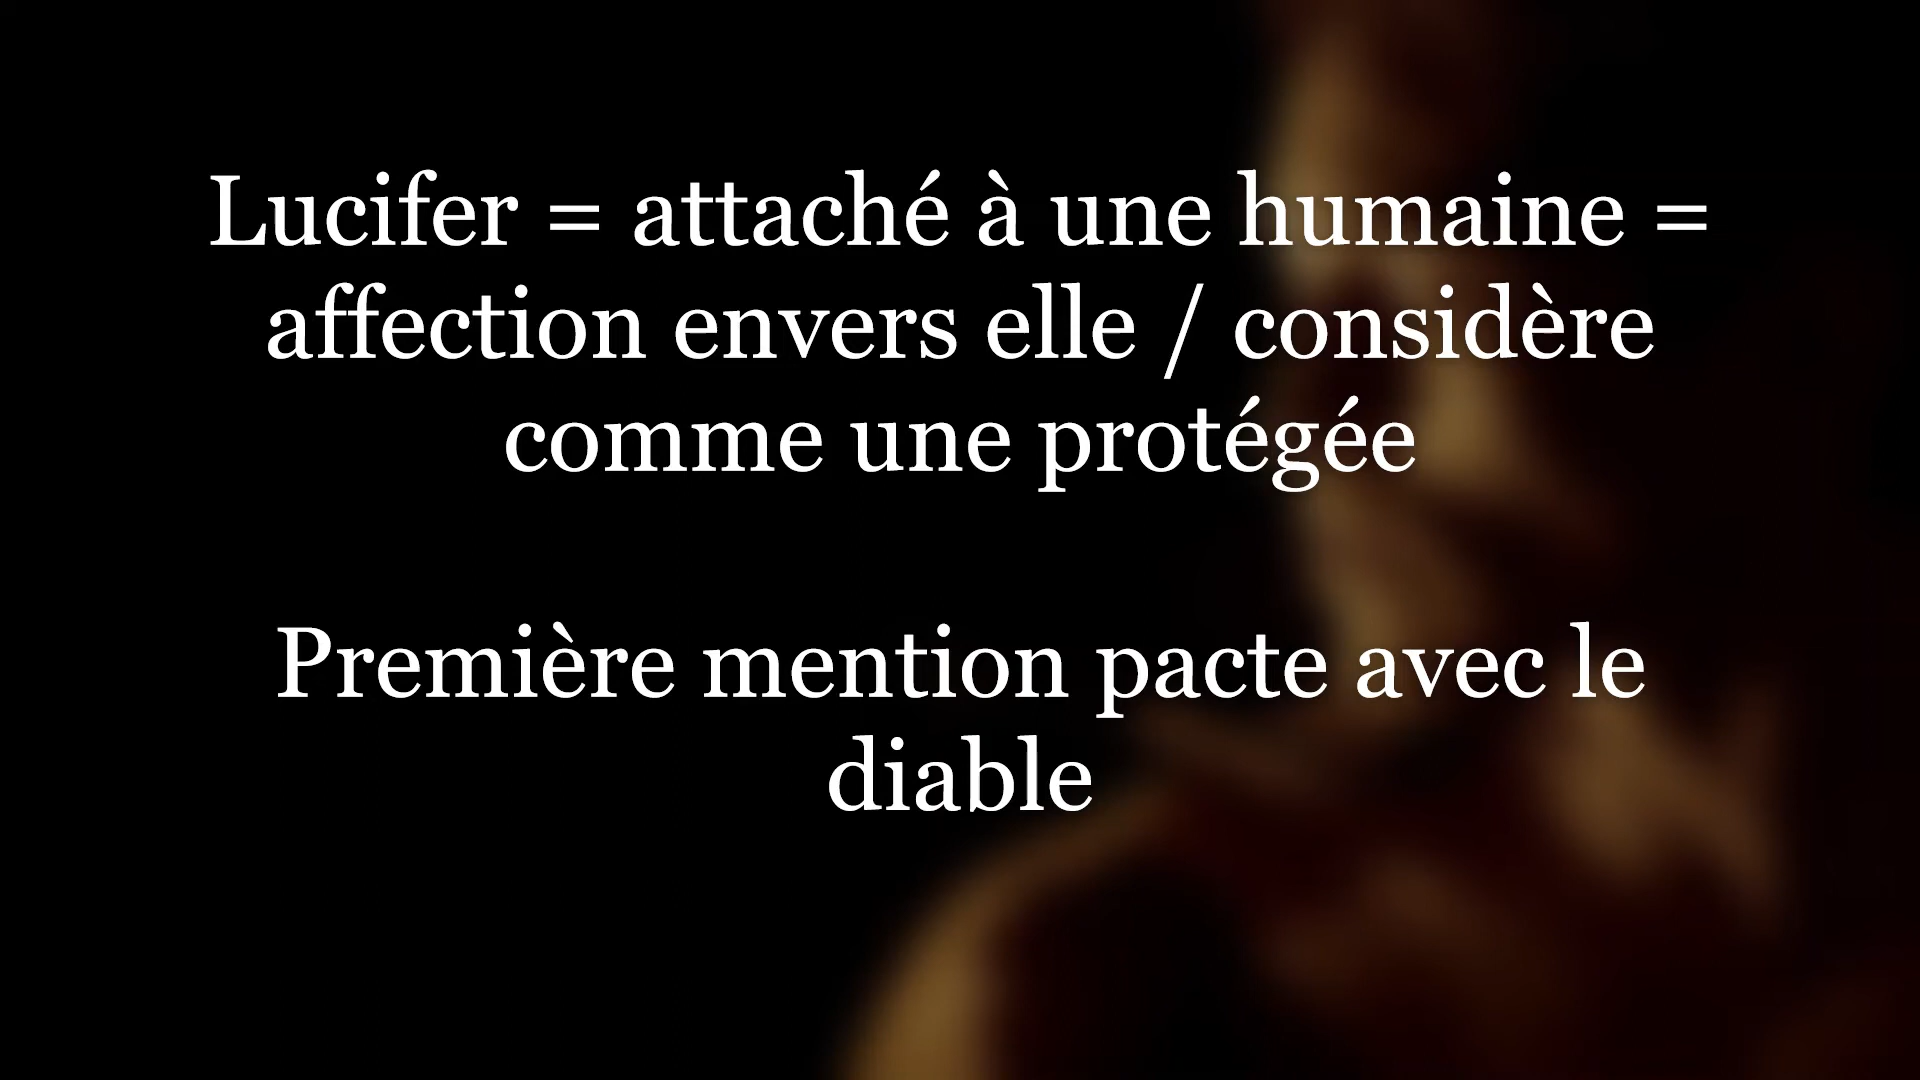 Lucifer = attaché à une humaine =
affection envers elle / considère
comme une protégée
Première mention pacte avec le
diable